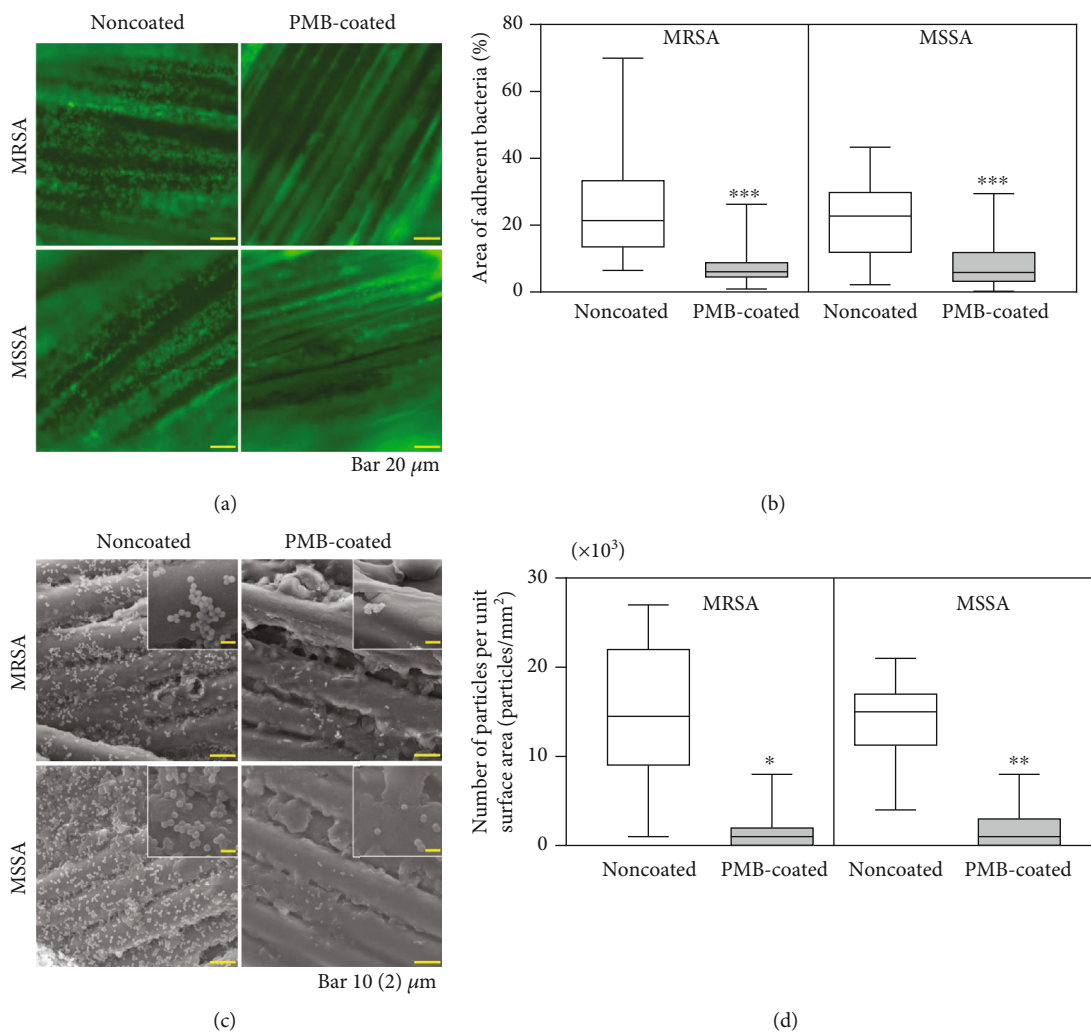 Noncoated PMB-coated
MRSA
MSSA
Bar 20 μm
(a)
Area of adherent bacteria (%)
80
60
40
20
0
MRSA MSSA
*** ***
Noncoated PMB-coated Noncoated PMB-coated
(b)
Noncoated PMB-coated
MRSA
MSSA
Bar 10 (2) μm
(c)
(×10³)
Number of particles per unit
surface area (particles/mm²)
30
20
10
0
MRSA MSSA
* **
Noncoated PMB-coated Noncoated PMB-coated
(d)